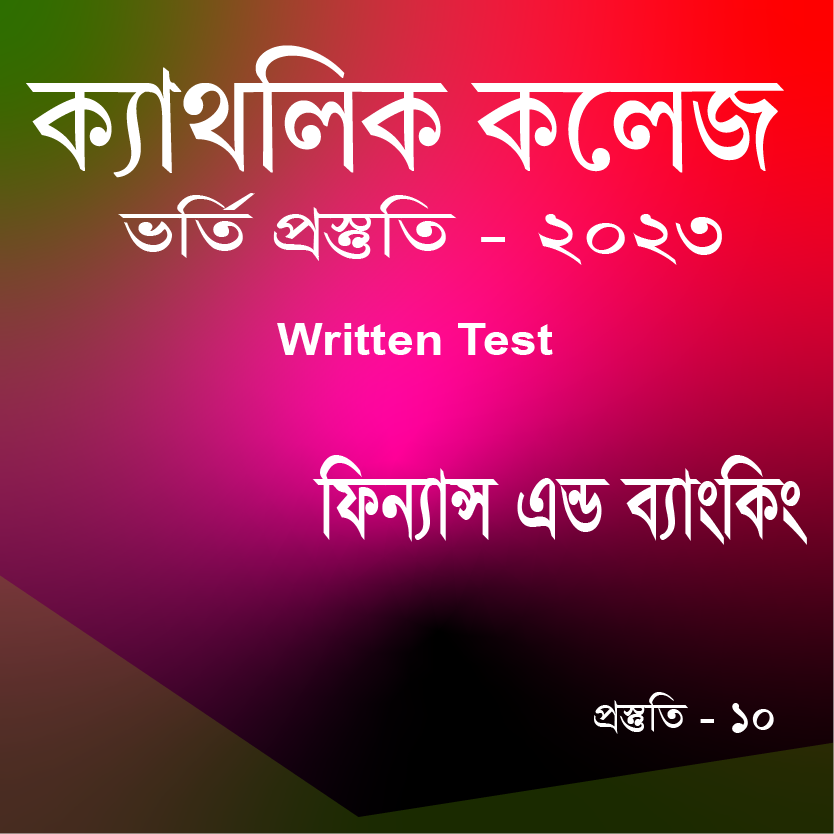 ক্যাথলিক কলেজ
ভর্তি প্রস্তুতি - ২০২৩
Written Test
ফিন্যান্স এন্ড ব্যাংকিং
প্রস্তুতি - ১০